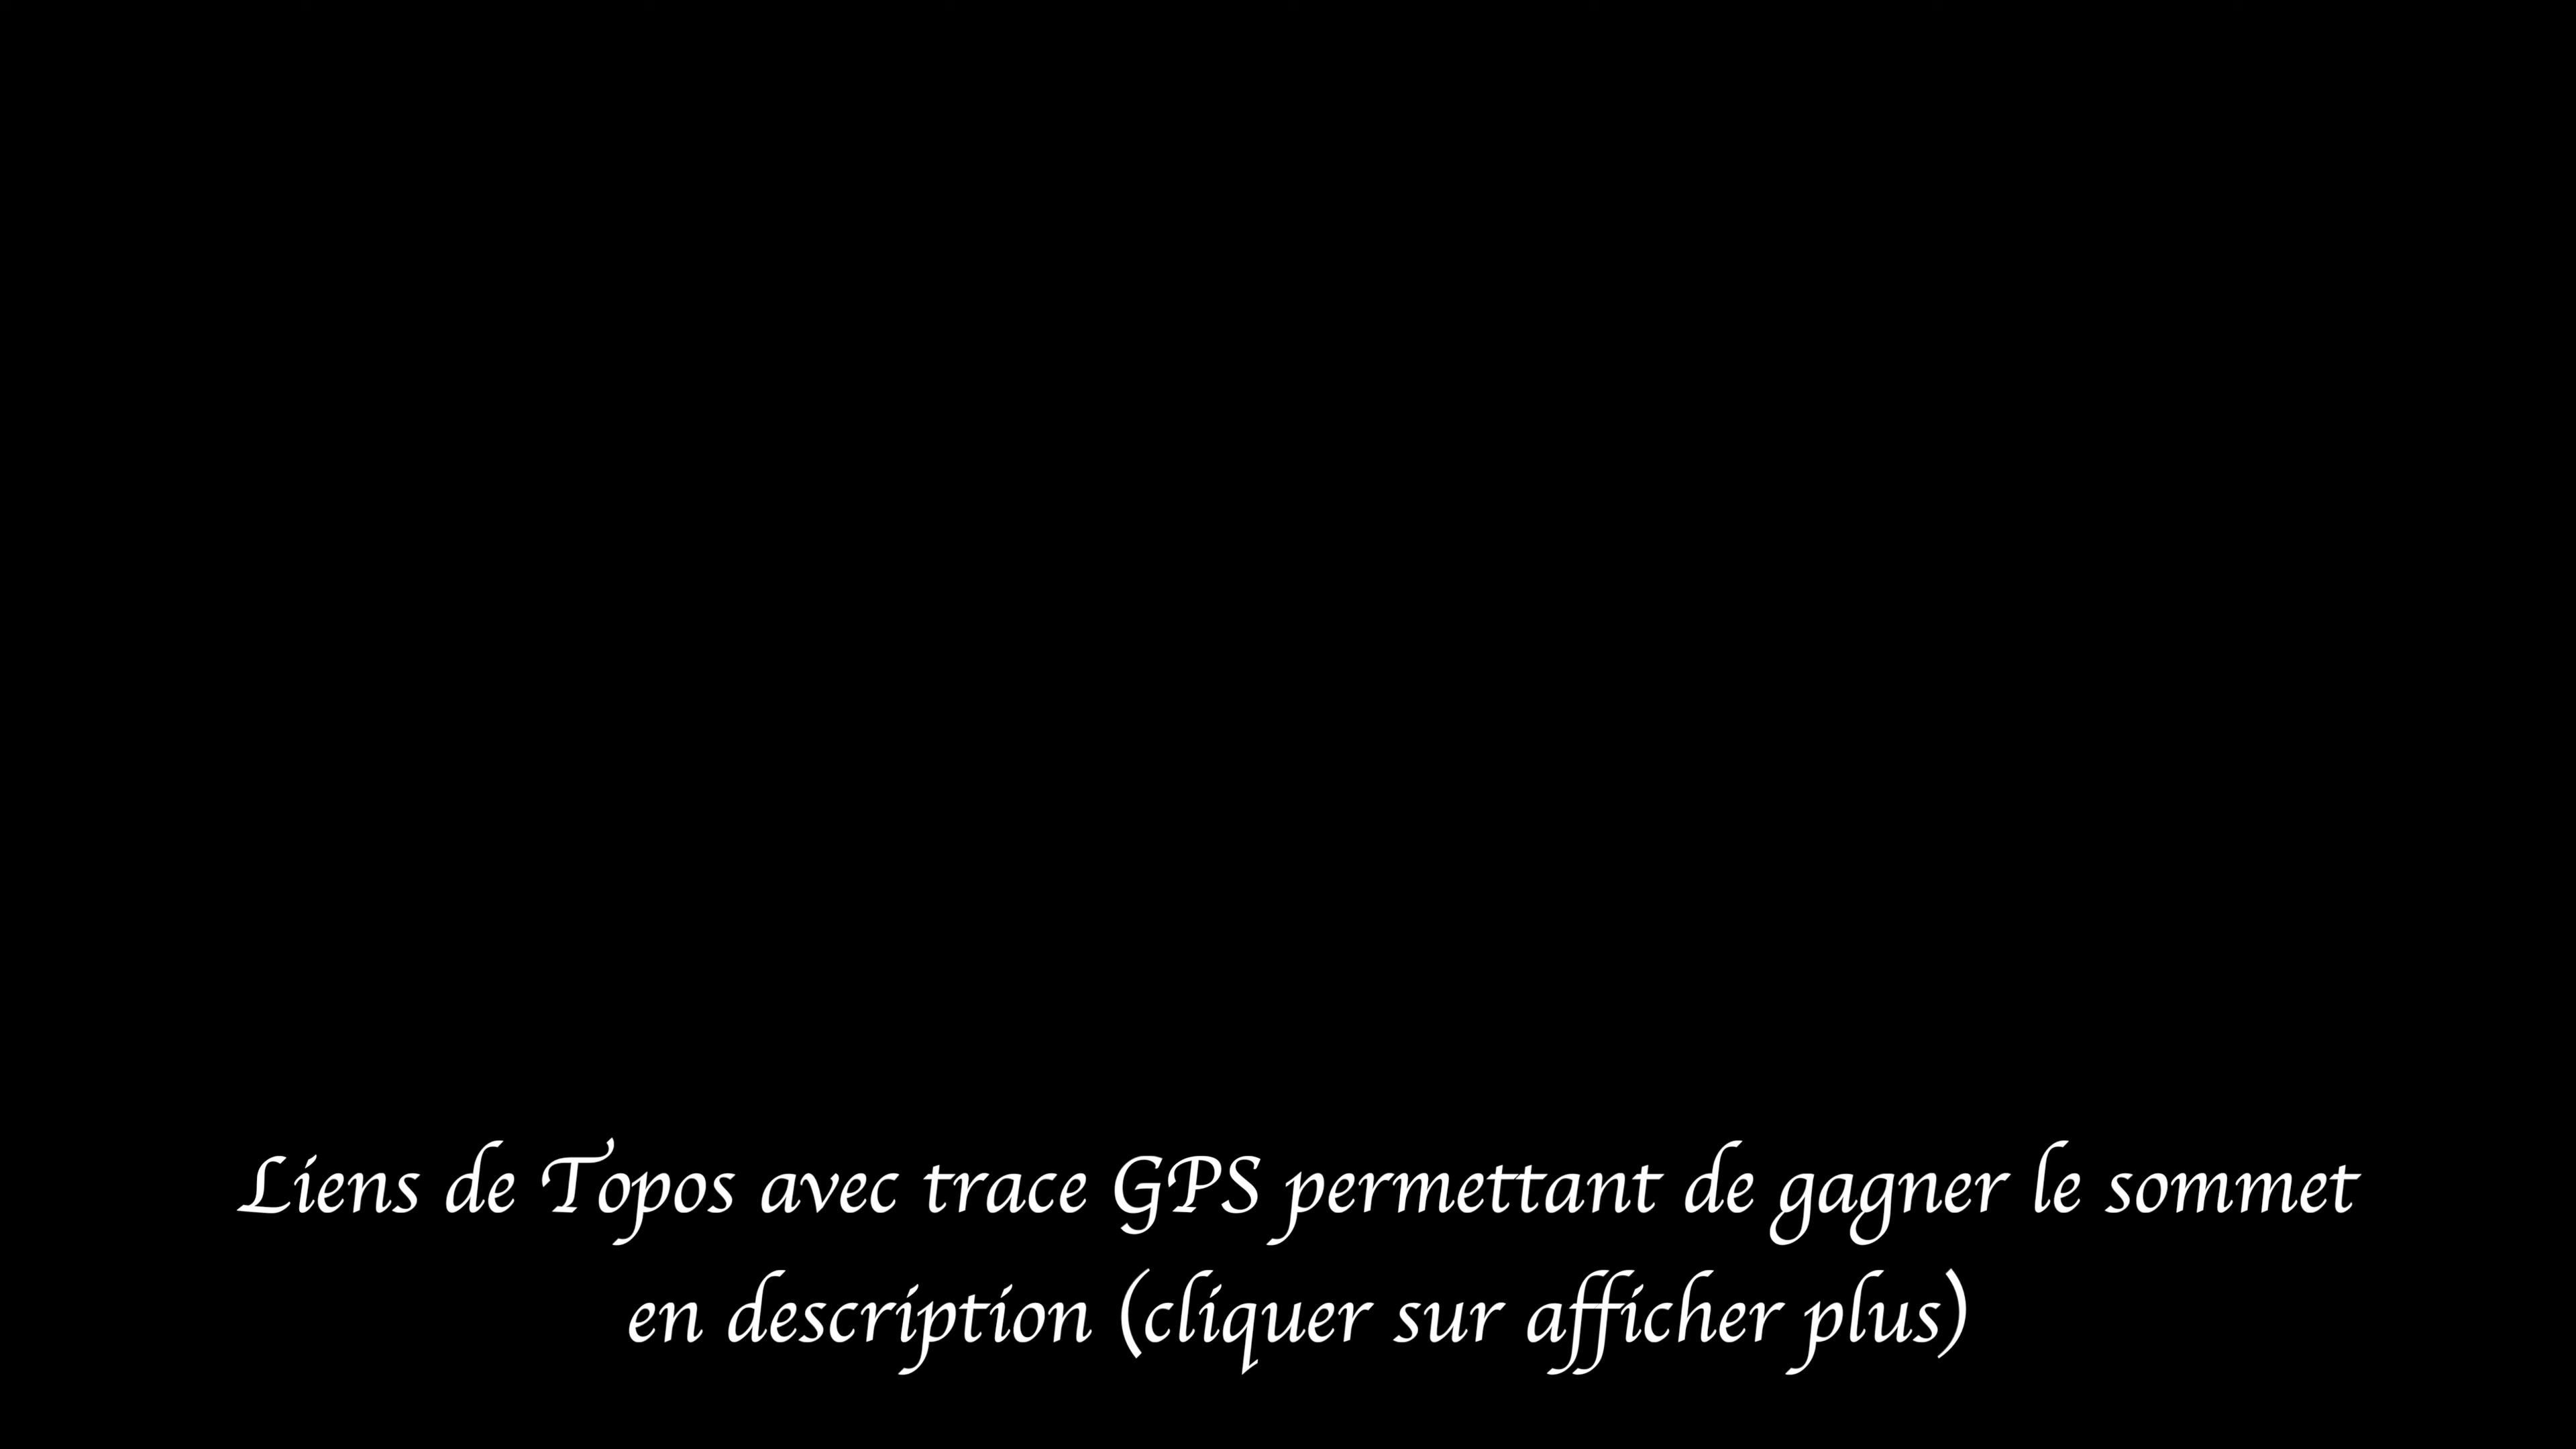 Liens de Topos avec trace GPS permettant de gagner le sommet
en description (cliquer sur afficher plus)